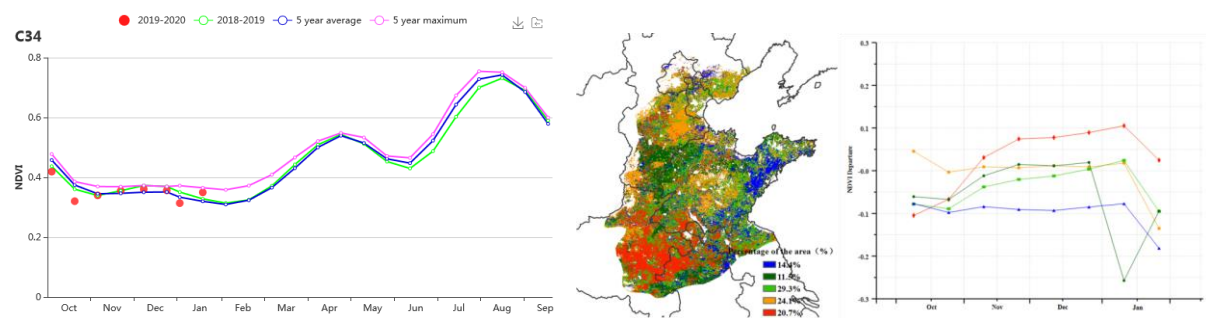 2019-2020 2018-2019 5 year average 5 year maximum
C34
0.8
0.6
0.4
0.2
0
NDVI
Oct Nov Dec Jan Feb Mar Apr May Jun Jul Aug Sep
Percentage of the area (%)
14.4%
29.3%
24.1%
20.7%
0.3
0.1
-0.0
-0.1
-0.2
-0.3
NDVI Departure
Oct Nov Dec Jan